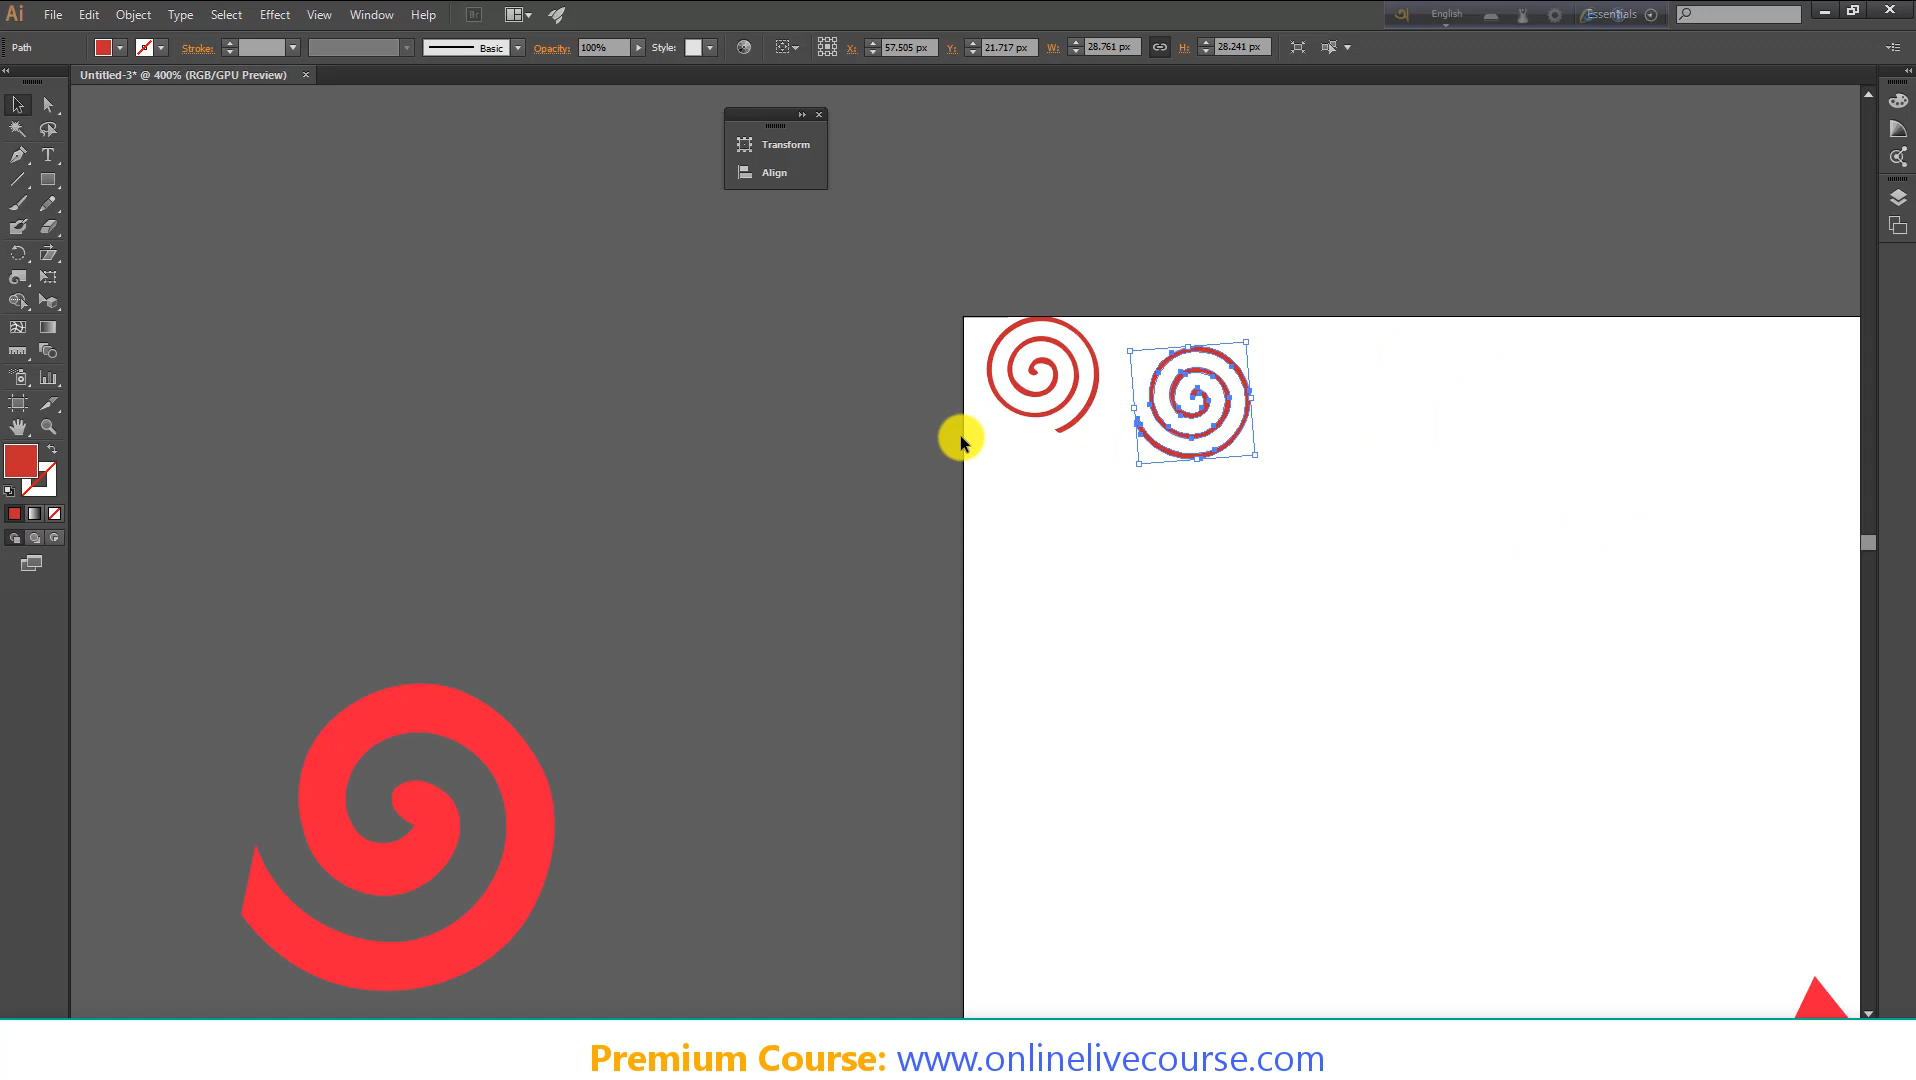 Ai File Edit Object Type Select Effect View Window Help Br English Essentials
Path Stroke: Basic Opacity: 100% Style: X: 57.505 px Y: 21.717 px W: 28.761 px H: 28.241 px
Untitled-3* @ 400% (RGB/GPU Preview)
Transform
Align
T
Premium Course: www.onlinelivecourse.com